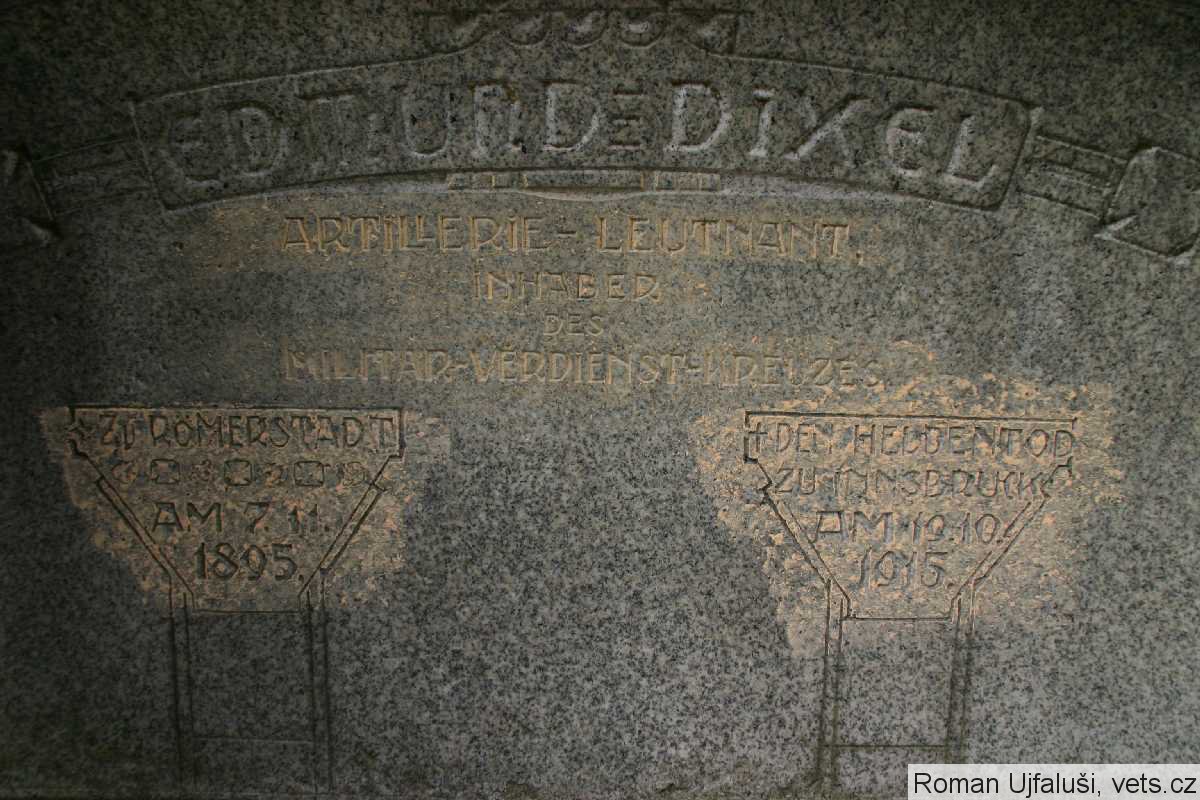 EDMUND DIXEL
ARTILLERIE - LEUTNANT,
INHABER
DES
MILITÄR-VERDIENST-KREUZES
* ZU RÖMERSTADT
AM 7. 11.
1895.
† DEN HELDENTOD
ZU INNSBRUCK
AM 19.10.
1915.
Roman Ujfaluši, vets.cz